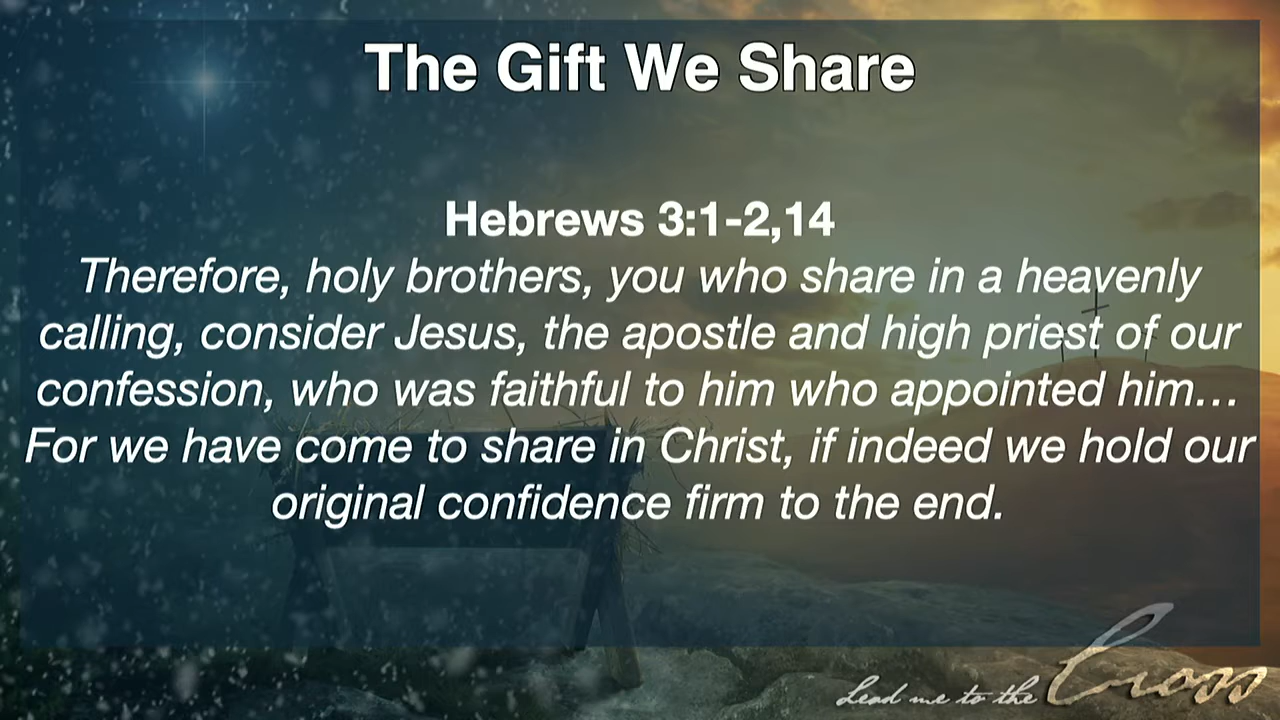 The Gift We Share
Hebrews 3:1-2,14
Therefore, holy brothers, you who share in a heavenly
calling, consider Jesus, the apostle and high priest of our
confession, who was faithful to him who appointed him…
For we have come to share in Christ, if indeed we hold our
original confidence firm to the end.
Lead me to the Cross